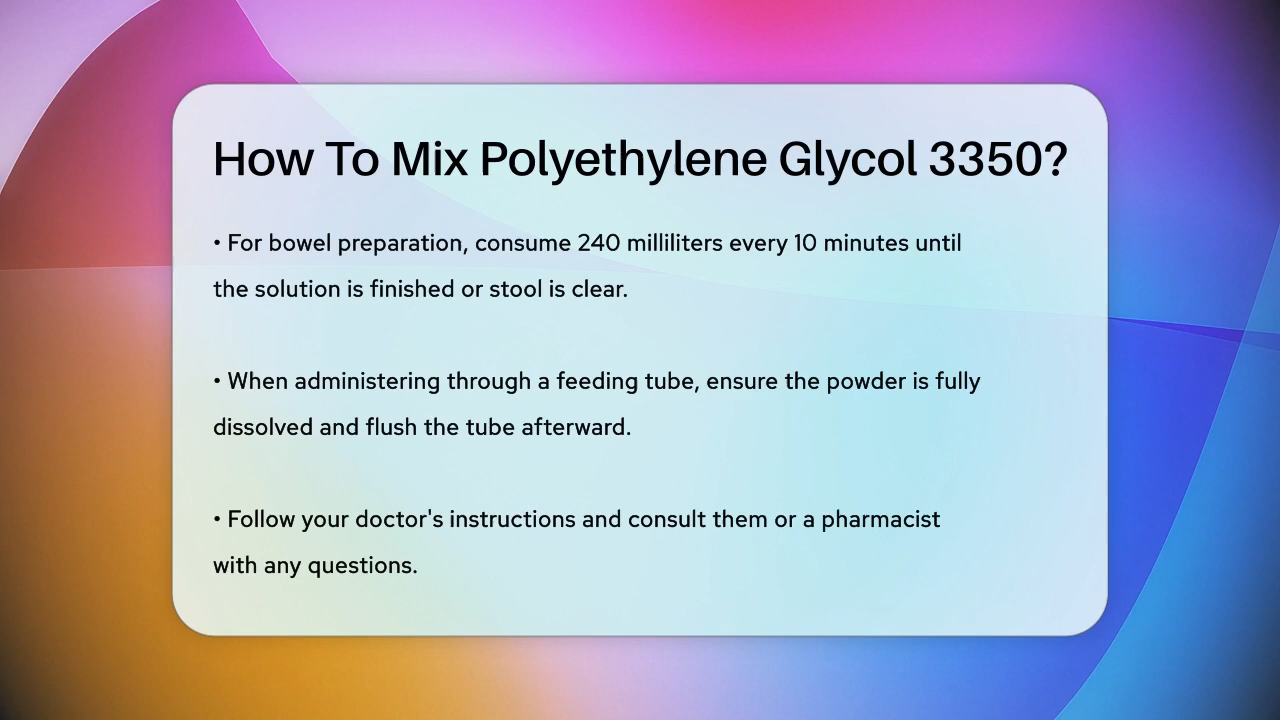 How To Mix Polyethylene Glycol 3350?
• For bowel preparation, consume 240 milliliters every 10 minutes until
the solution is finished or stool is clear.
• When administering through a feeding tube, ensure the powder is fully
dissolved and flush the tube afterward.
• Follow your doctor's instructions and consult them or a pharmacist
with any questions.